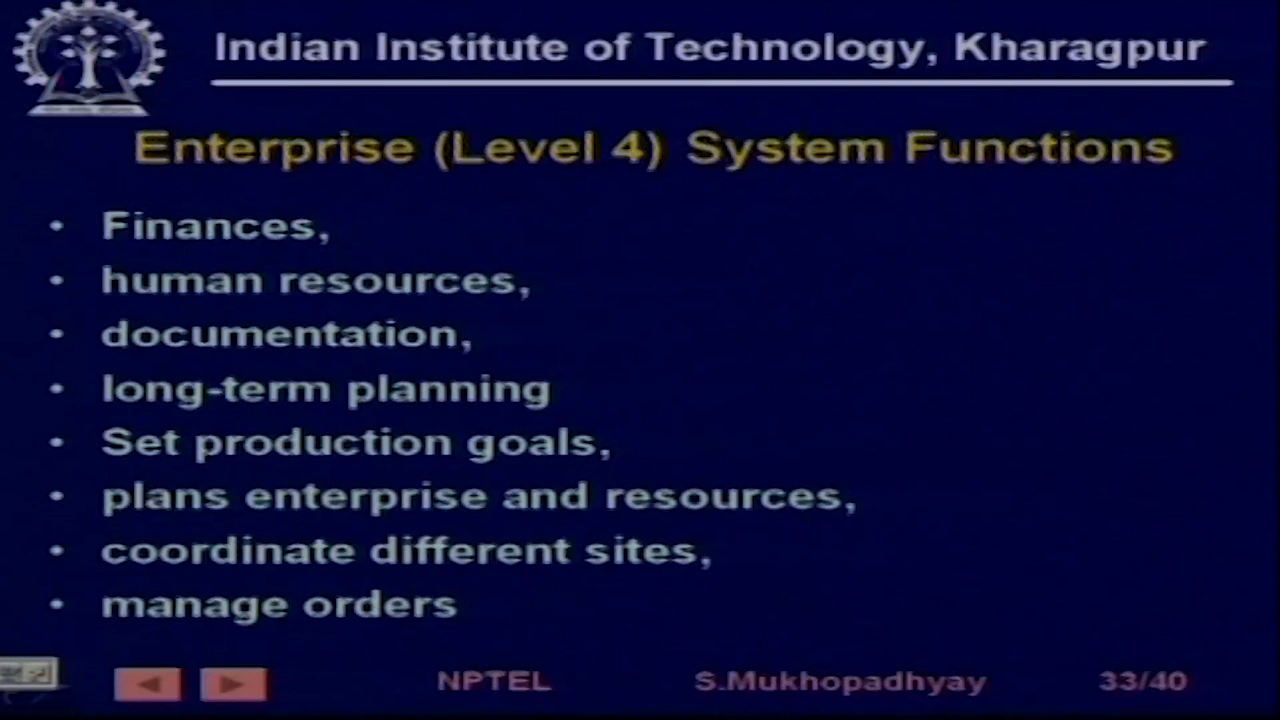 Indian Institute of Technology, Kharagpur
Enterprise (Level 4) System Functions
• Finances,
• human resources,
• documentation,
• long-term planning
• Set production goals,
• plans enterprise and resources,
• coordinate different sites,
• manage orders
NPTEL S.Mukhopadhyay 33/40